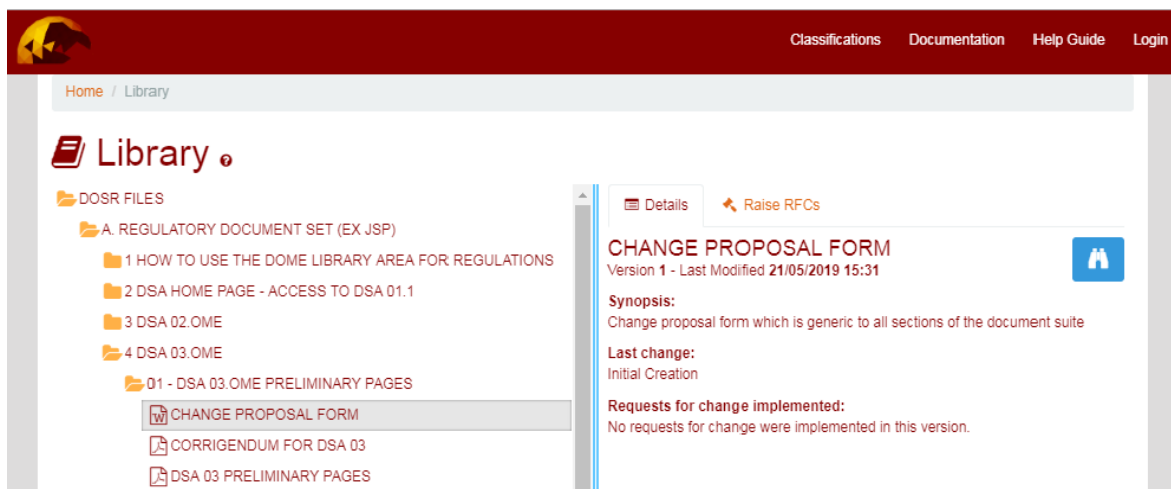 Classifications Documentation Help Guide Login
Home / Library
Library
DOSR FILES
A. REGULATORY DOCUMENT SET (EX JSP)
1 HOW TO USE THE DOME LIBRARY AREA FOR REGULATIONS
2 DSA HOME PAGE - ACCESS TO DSA 01.1
3 DSA 02.OME
4 DSA 03.OME
01 - DSA 03.OME PRELIMINARY PAGES
CHANGE PROPOSAL FORM
CORRIGENDUM FOR DSA 03
DSA 03 PRELIMINARY PAGES
Details Raise RFCs
CHANGE PROPOSAL FORM
Version 1 - Last Modified 21/05/2019 15:31
Synopsis:
Change proposal form which is generic to all sections of the document suite
Last change:
Initial Creation
Requests for change implemented:
No requests for change were implemented in this version.